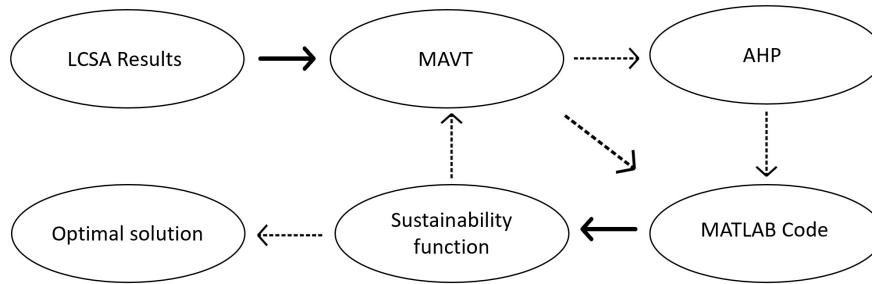 LCSA Results
MAVT
AHP
Optimal solution
Sustainability
function
MATLAB Code